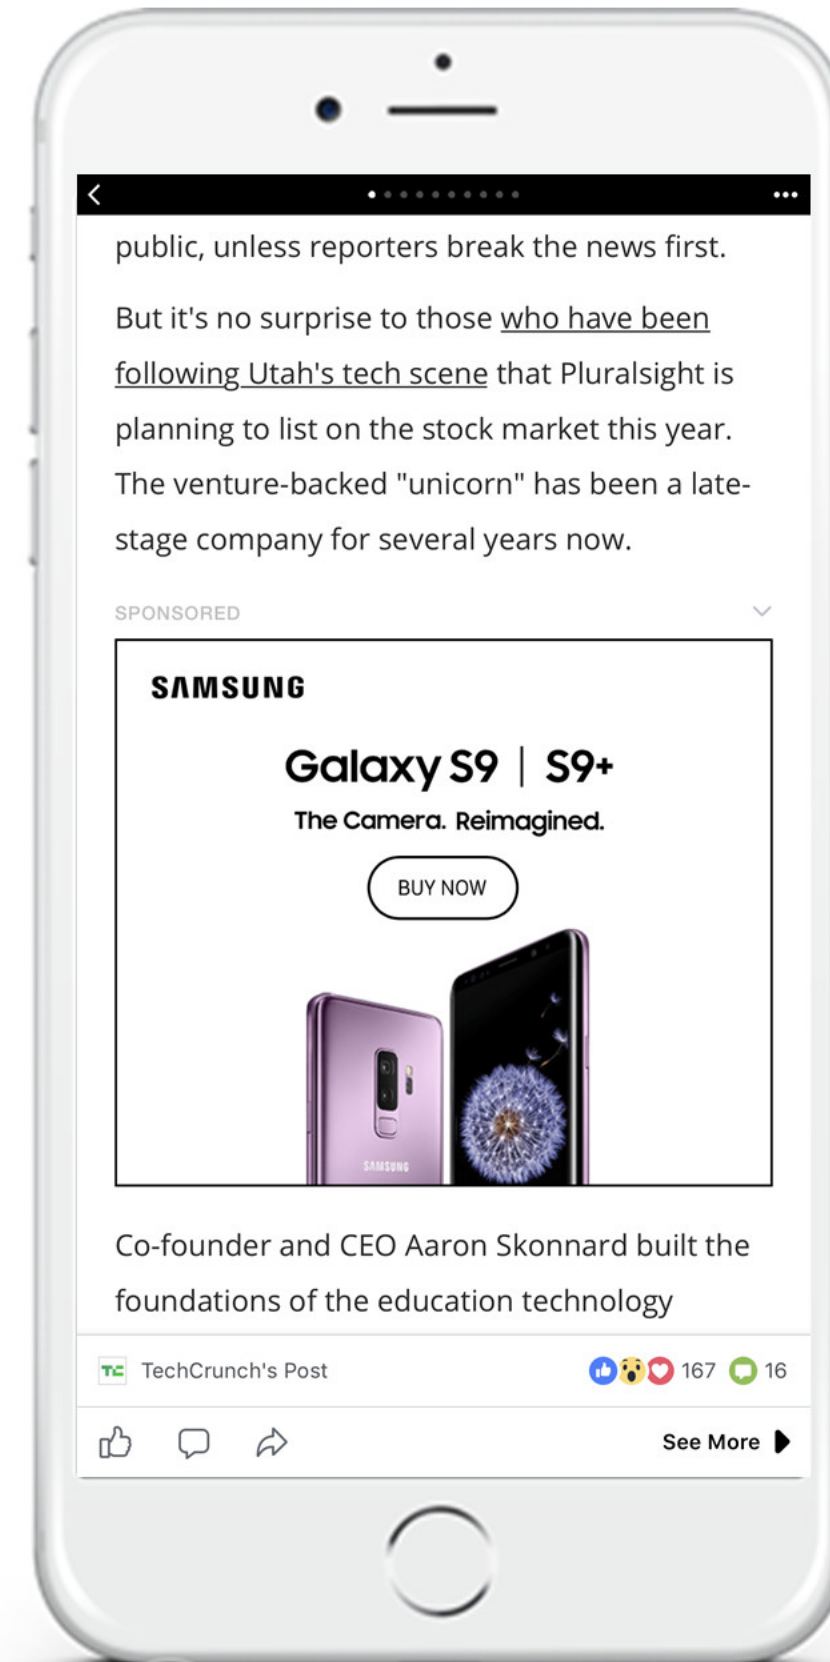 public, unless reporters break the news first.
But it's no surprise to those who have been
following Utah's tech scene that Pluralsight is
planning to list on the stock market this year.
The venture-backed "unicorn" has been a late-
stage company for several years now.
SPONSORED
SAMSUNG
Galaxy S9 | S9+
The Camera. Reimagined.
BUY NOW
SAMSUNG
Co-founder and CEO Aaron Skonnard built the
foundations of the education technology
TC TechCrunch's Post 167 16
See More